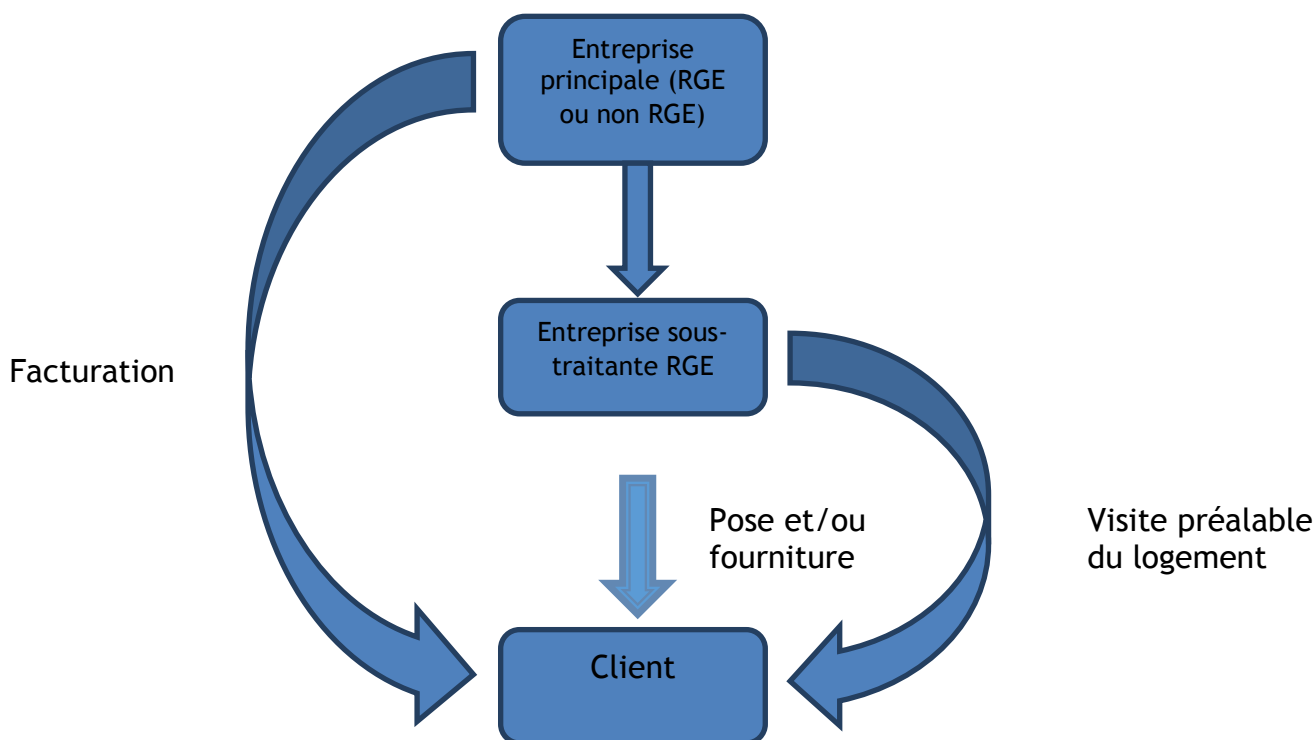 Entreprise
principale (RGE
ou non RGE)
Entreprise sous-
traitante RGE
Facturation
Pose et/ou
fourniture
Visite préalable
du logement
Client